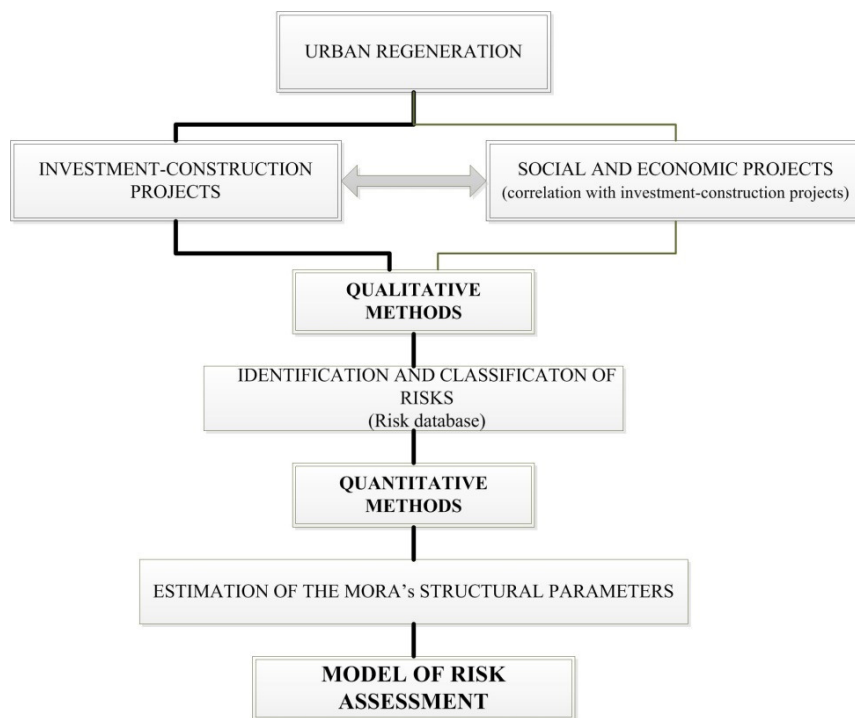 URBAN REGENERATION
INVESTMENT-CONSTRUCTION
PROJECTS
SOCIAL AND ECONOMIC PROJECTS
(correlation with investment-construction projects)
QUALITATIVE
METHODS
IDENTIFICATION AND CLASSIFICATON OF
RISKS
(Risk database)
QUANTITATIVE
METHODS
ESTIMATION OF THE MORA's STRUCTURAL PARAMETERS
MODEL OF RISK
ASSESSMENT